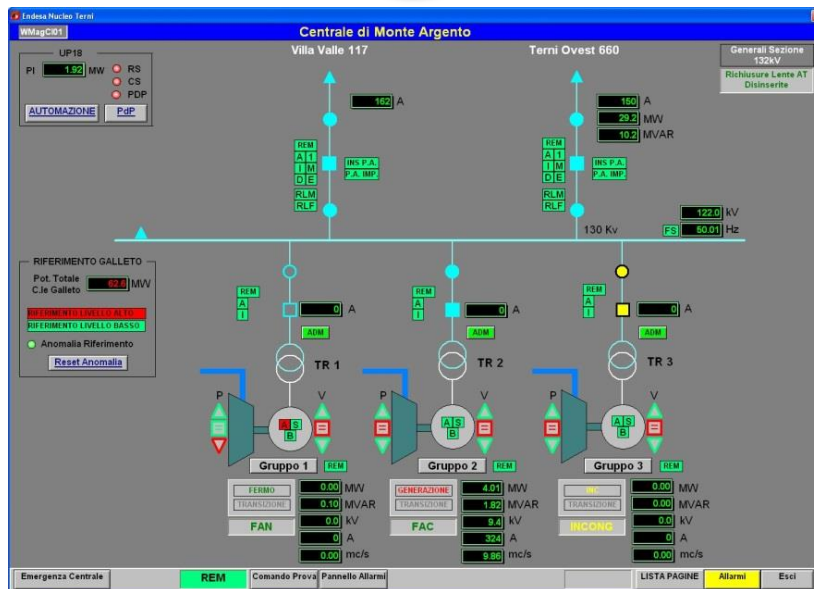 Endesa Nucleo Terni
WMagCl01
Centrale di Monte Argento
UP18
PI 1.92 MW
RS
CS
PDP
AUTOMAZIONE PdP
Villa Valle 117
Terni Ovest 660
Generali Sezione
132kV
Richiusure Lente AT
Disinserite
162 A
150 A
29.2 MW
10.2 MVAR
REM
A 1
I M
D E
RLM
RLF
INS P.A.
P.A. IMP.
REM
A 1
I M
D E
RLM
RLF
INS P.A.
P.A. IMP.
130 Kv
122.0 kV
FS 50.01 Hz
RIFERIMENTO GALLETO
Pot. Totale
C.le Galleto
62.6 MW
RIFERIMENTO LIVELLO ALTO
RIFERIMENTO LIVELLO BASSO
Anomalia Riferimento
Reset Anomalia
REM
A
I
0 A
ADM
TR 1
REM
A
I
0 A
ADM
TR 2
REM
A
I
0 A
ADM
TR 3
P V
A S
B
P V
A S
B
P V
A S
B
Gruppo 1 REM
Gruppo 2 REM
Gruppo 3 REM
FERMO
TRANSIZIONE
FAN
0.00 MW
0.10 MVAR
0.0 kV
0 A
0.00 mc/s
GENERAZIONE
TRANSIZIONE
FAC
4.01 MW
1.82 MVAR
9.4 kV
324 A
9.86 mc/s
INC
TRANSIZIONE
INCONG
0.00 MW
0.00 MVAR
0.0 kV
0 A
0.00 mc/s
Emergenza Centrale REM Comando Prova Pannello Allarmi LISTA PAGINE Allarmi Esci